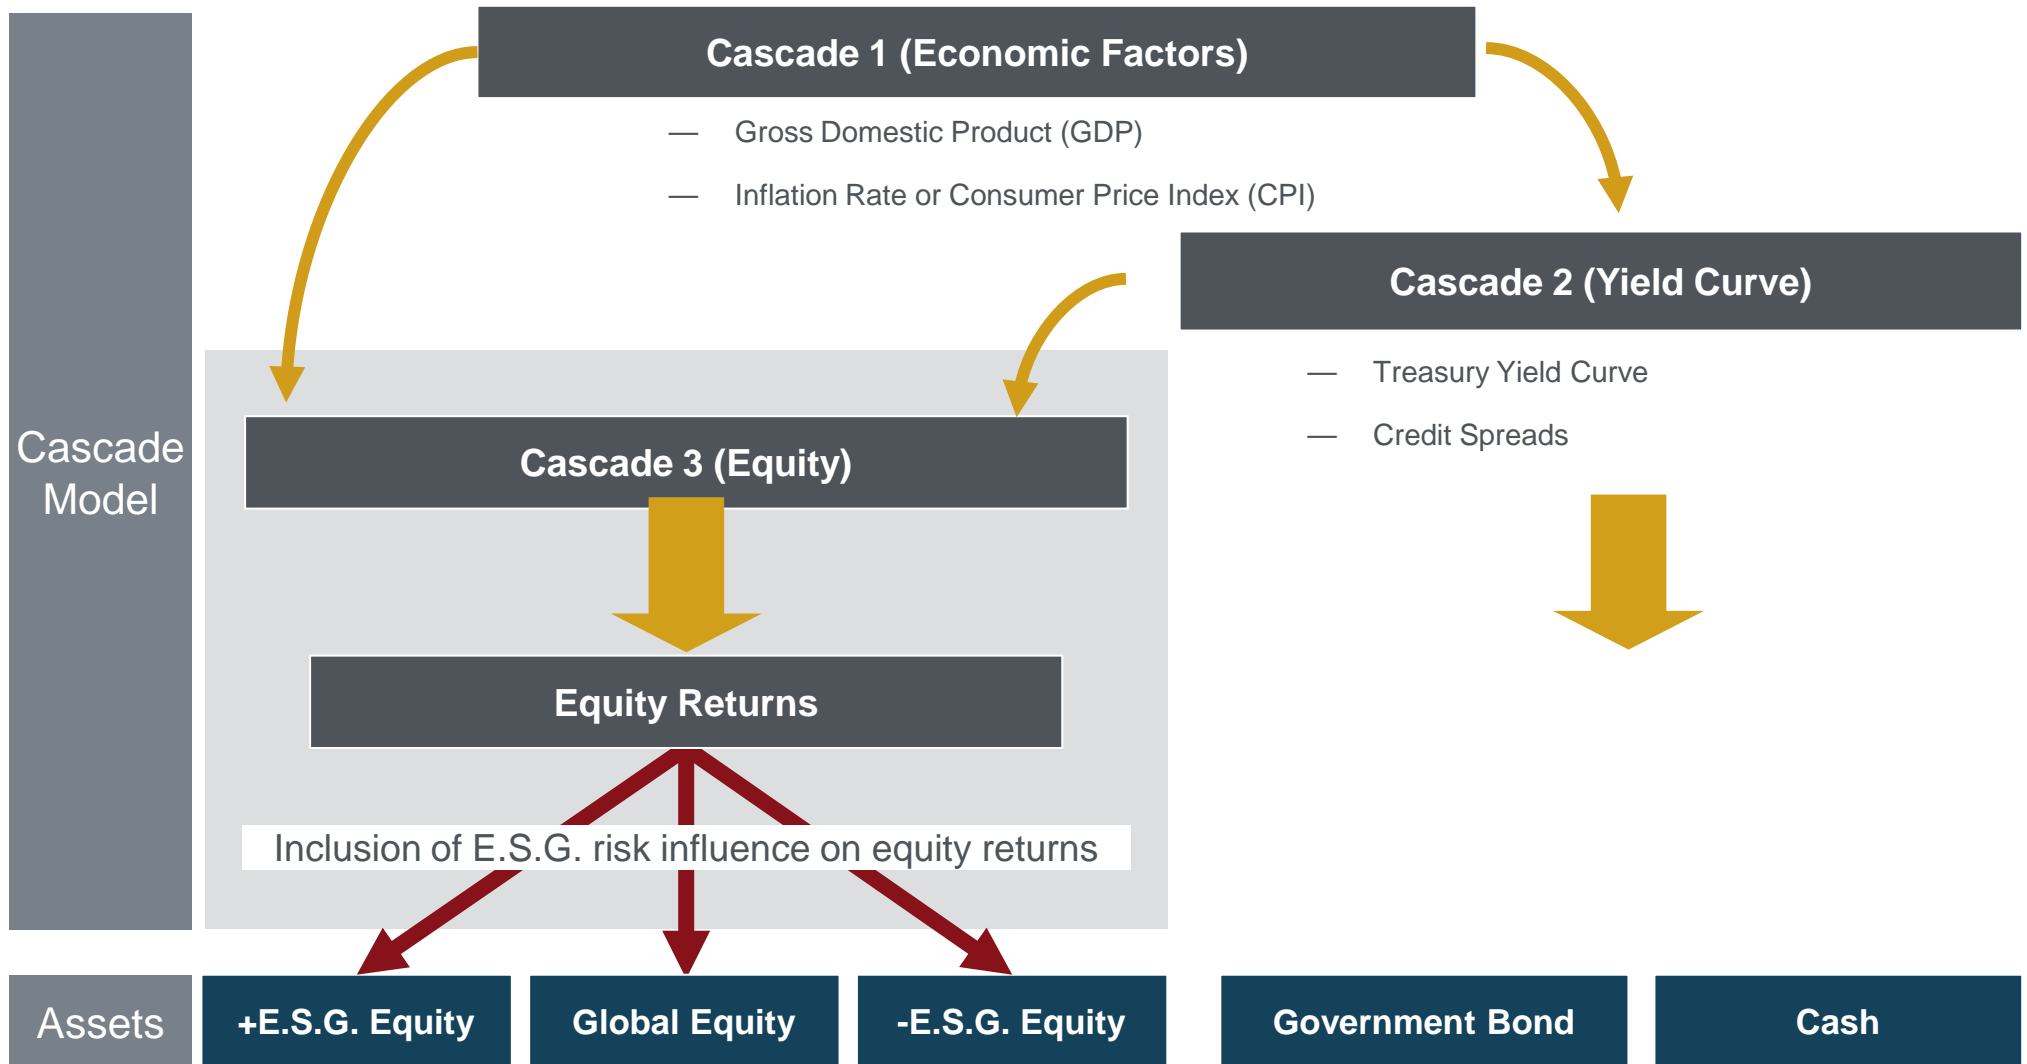 Cascade 1 (Economic Factors)
— Gross Domestic Product (GDP)
— Inflation Rate or Consumer Price Index (CPI)
Cascade 2 (Yield Curve)
— Treasury Yield Curve
— Credit Spreads
Cascade
Model
Cascade 3 (Equity)
Equity Returns
Inclusion of E.S.G. risk influence on equity returns
Assets
+E.S.G. Equity
Global Equity
-E.S.G. Equity
Government Bond
Cash